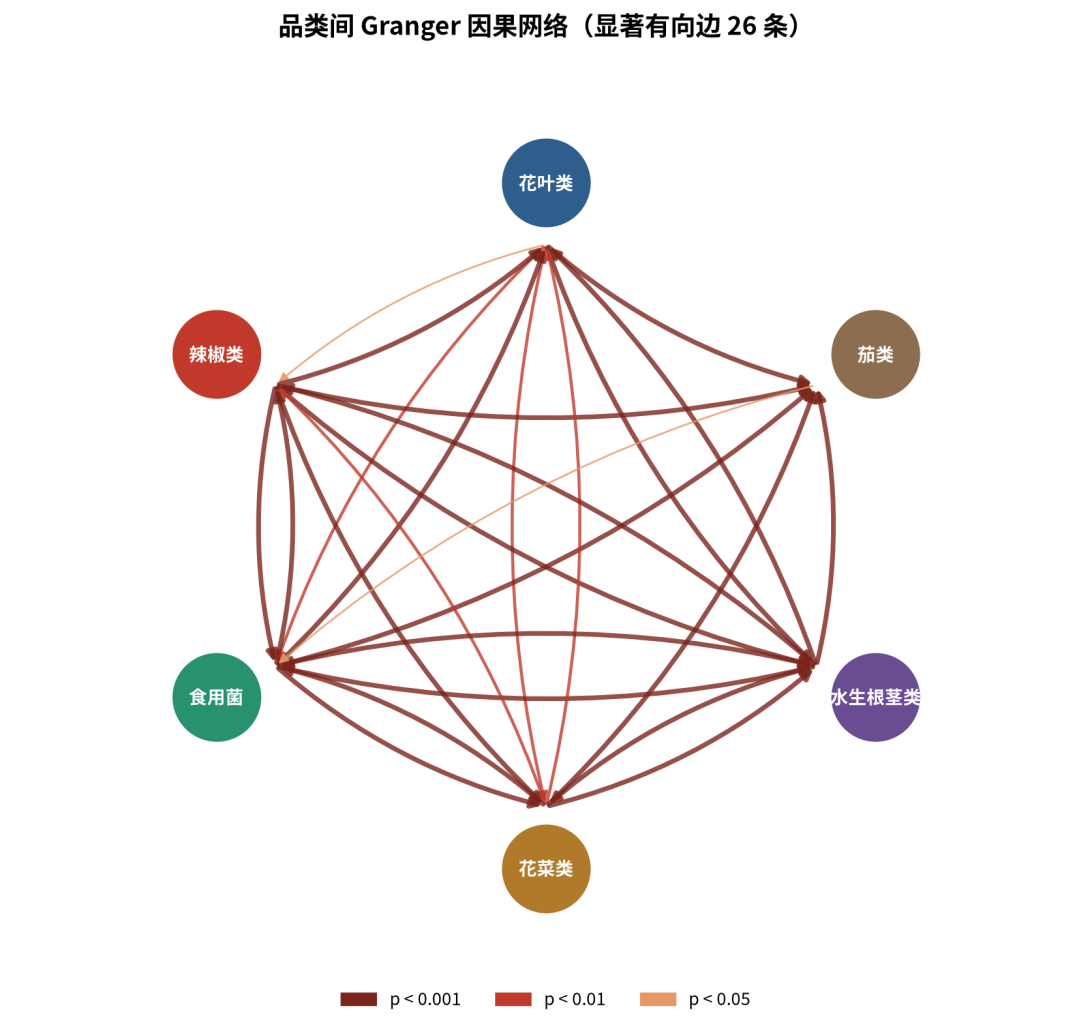 品类间 Granger 因果网络（显著有向边 26 条）
花叶类
辣椒类
茄类
食用菌
水生根茎类
花菜类
p < 0.001
p < 0.01
p < 0.05